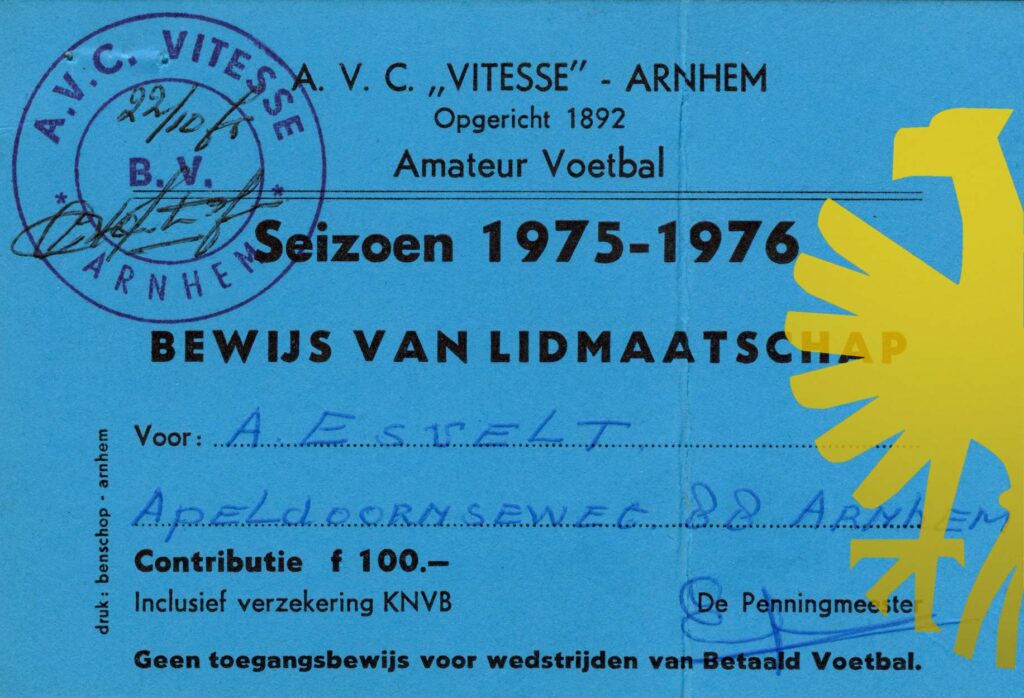 A.V.C. VITESSE
22/10
B.V.
* ARNHEM *
A. V. C. „VITESSE” - ARNHEM
Opgericht 1892
Amateur Voetbal
Seizoen 1975-1976
BEWIJS VAN LIDMAATSCHAP
Voor: A. ESVELT.
APELDOORNSEWEG. 88 ARNHEM
Contributie f 100.—
Inclusief verzekering KNVB
De Penningmeester
Geen toegangsbewijs voor wedstrijden van Betaald Voetbal.
druk: benschop - arnhem